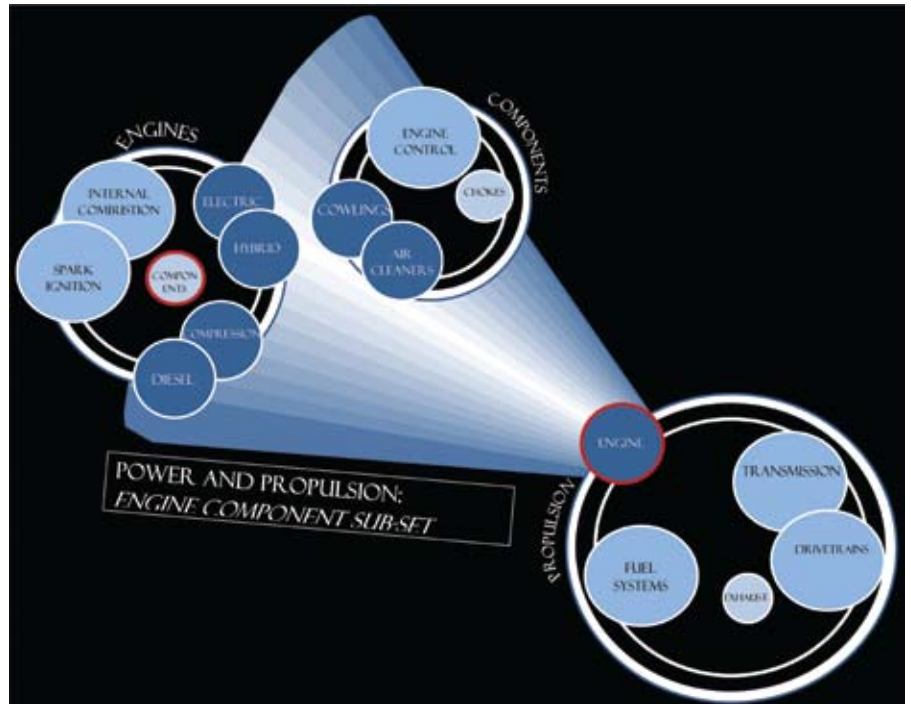 ENGINES
INTERNAL
COMBUSTION
SPARK
IGNITION
ELECTRIC
HYBRID
COMPON
ENTS
COMPRESSION
DIESEL
COMPONENTS
ENGINE
CONTROL
CHOKES
COWLINGS
AIR
CLEANERS
POWER AND PROPULSION:
ENGINE COMPONENT SUB-SET
PROPULSION
ENGINE
TRANSMISSION
DRIVETRAINS
FUEL
SYSTEMS
EXHAUST